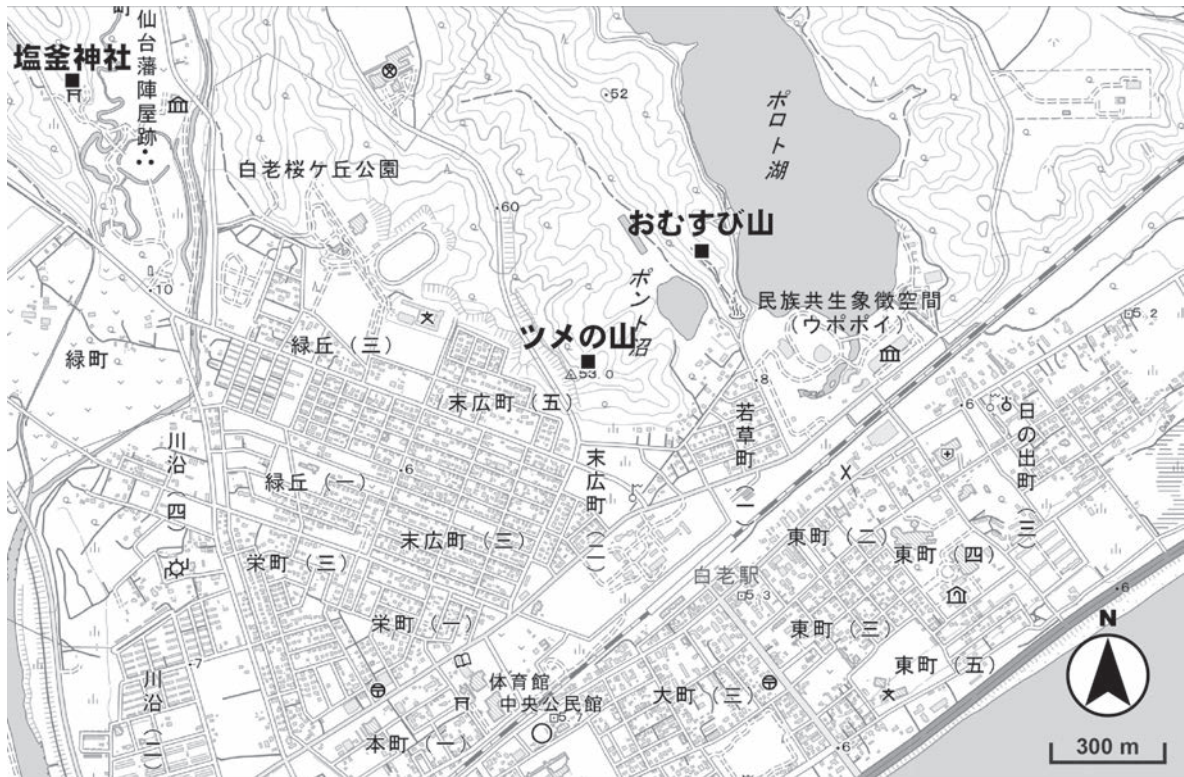 塩釜神社
町
仙台藩陣屋跡
白老桜ケ丘公園
・52
ポロト湖
・60
おむすび山
ポント沼
民族共生象徴空間
(ウポポイ)
5.2
・10
緑町
緑丘(三)
ツメの山
53.0
末広町(五)
・8
若草町(一)
・6
日の出町(三)
川沿(四)
緑丘(一)
・6
末広町(二)
栄町(三)
末広町(三)
東町(二)
東町(四)
白老駅
5.3
・6
栄町(一)
東町(三)
東町(五)
・7
川沿(二)
体育館
中央公民館
5.7
大町(三)
本町(一)
・6
N
300 m